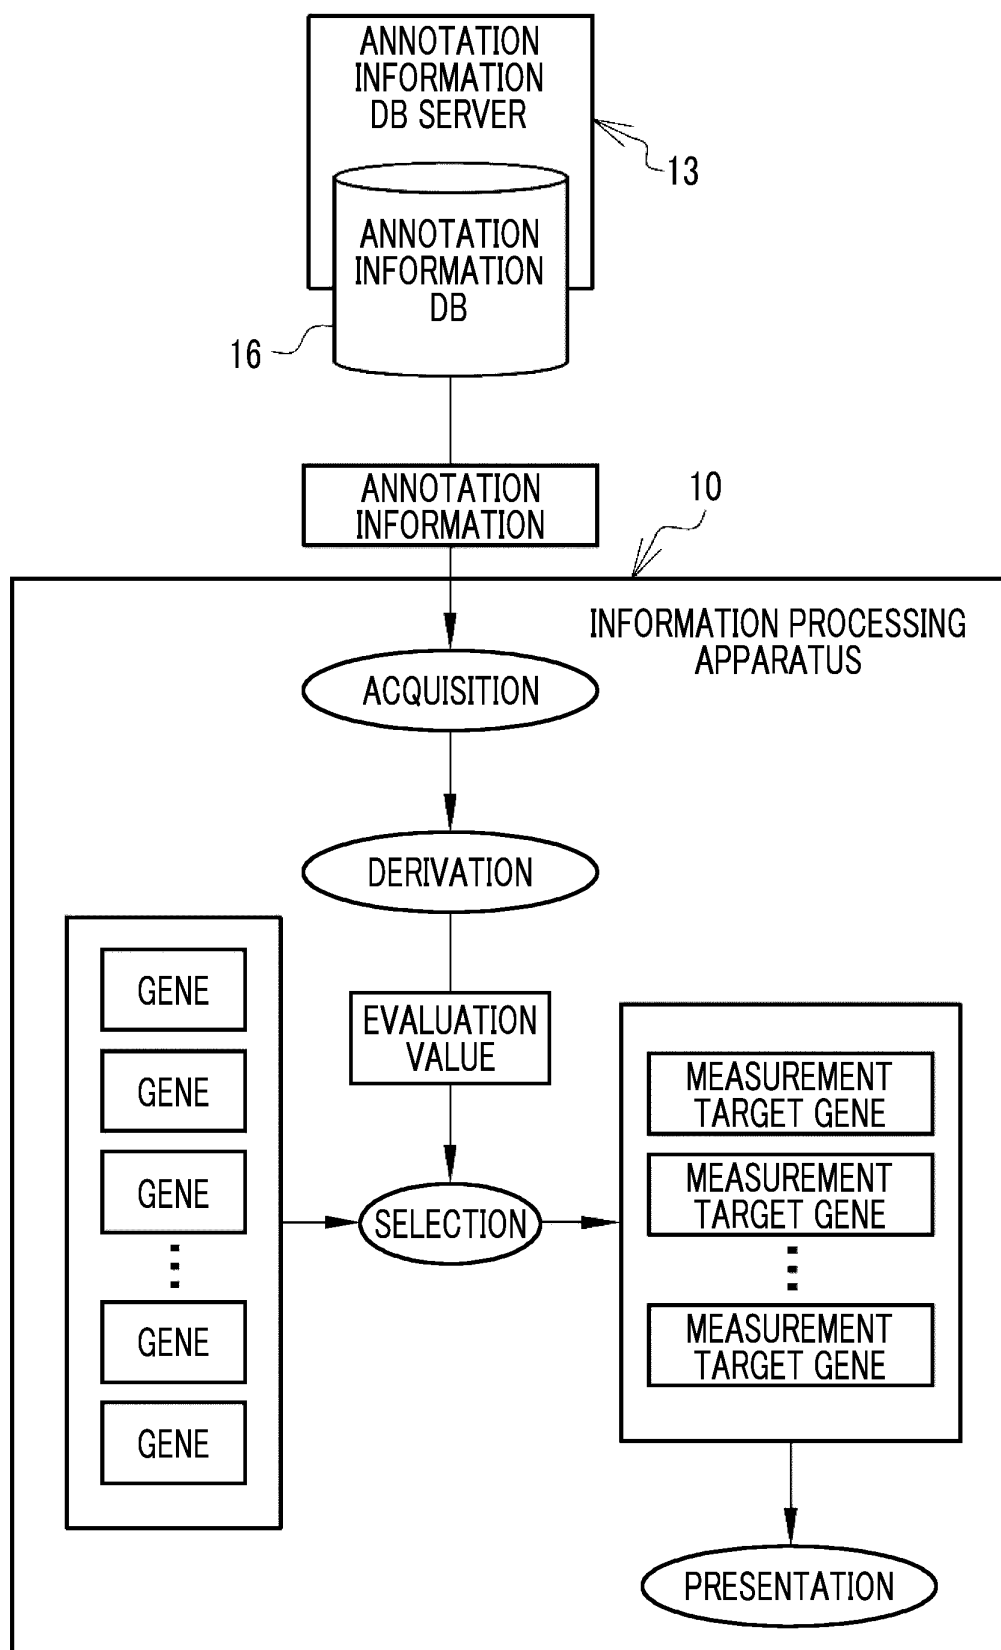 ANNOTATION
INFORMATION
DB SERVER
13
ANNOTATION
INFORMATION
DB
16
ANNOTATION
INFORMATION
10
INFORMATION PROCESSING
APPARATUS
ACQUISITION
DERIVATION
EVALUATION
VALUE
GENE
GENE
GENE
GENE
GENE
SELECTION
MEASUREMENT
TARGET GENE
MEASUREMENT
TARGET GENE
MEASUREMENT
TARGET GENE
PRESENTATION